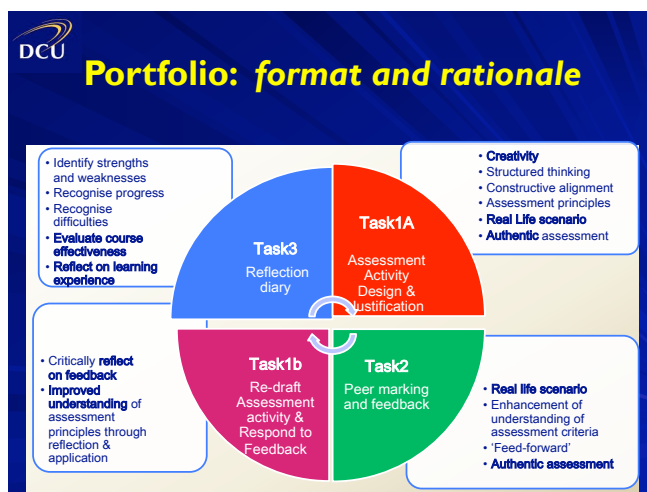 DCU
Portfolio: format and rationale
• Identify strengths
and weaknesses
• Recognise progress
• Recognise
difficulties
• Evaluate course
effectiveness
• Reflect on learning
experience
• Creativity
• Structured thinking
• Constructive alignment
• Assessment principles
• Real Life scenario
• Authentic assessment
Task3
Reflection
diary
Task1A
Assessment
Activity
Design &
Justification
• Critically reflect
on feedback
• Improved
understanding of
assessment
principles through
reflection &
application
Task1b
Re-draft
Assessment
activity &
Respond to
Feedback
Task2
Peer marking
and feedback
• Real life scenario
• Enhancement of
understanding of
assessment criteria
• ‘Feed-forward’
• Authentic assessment